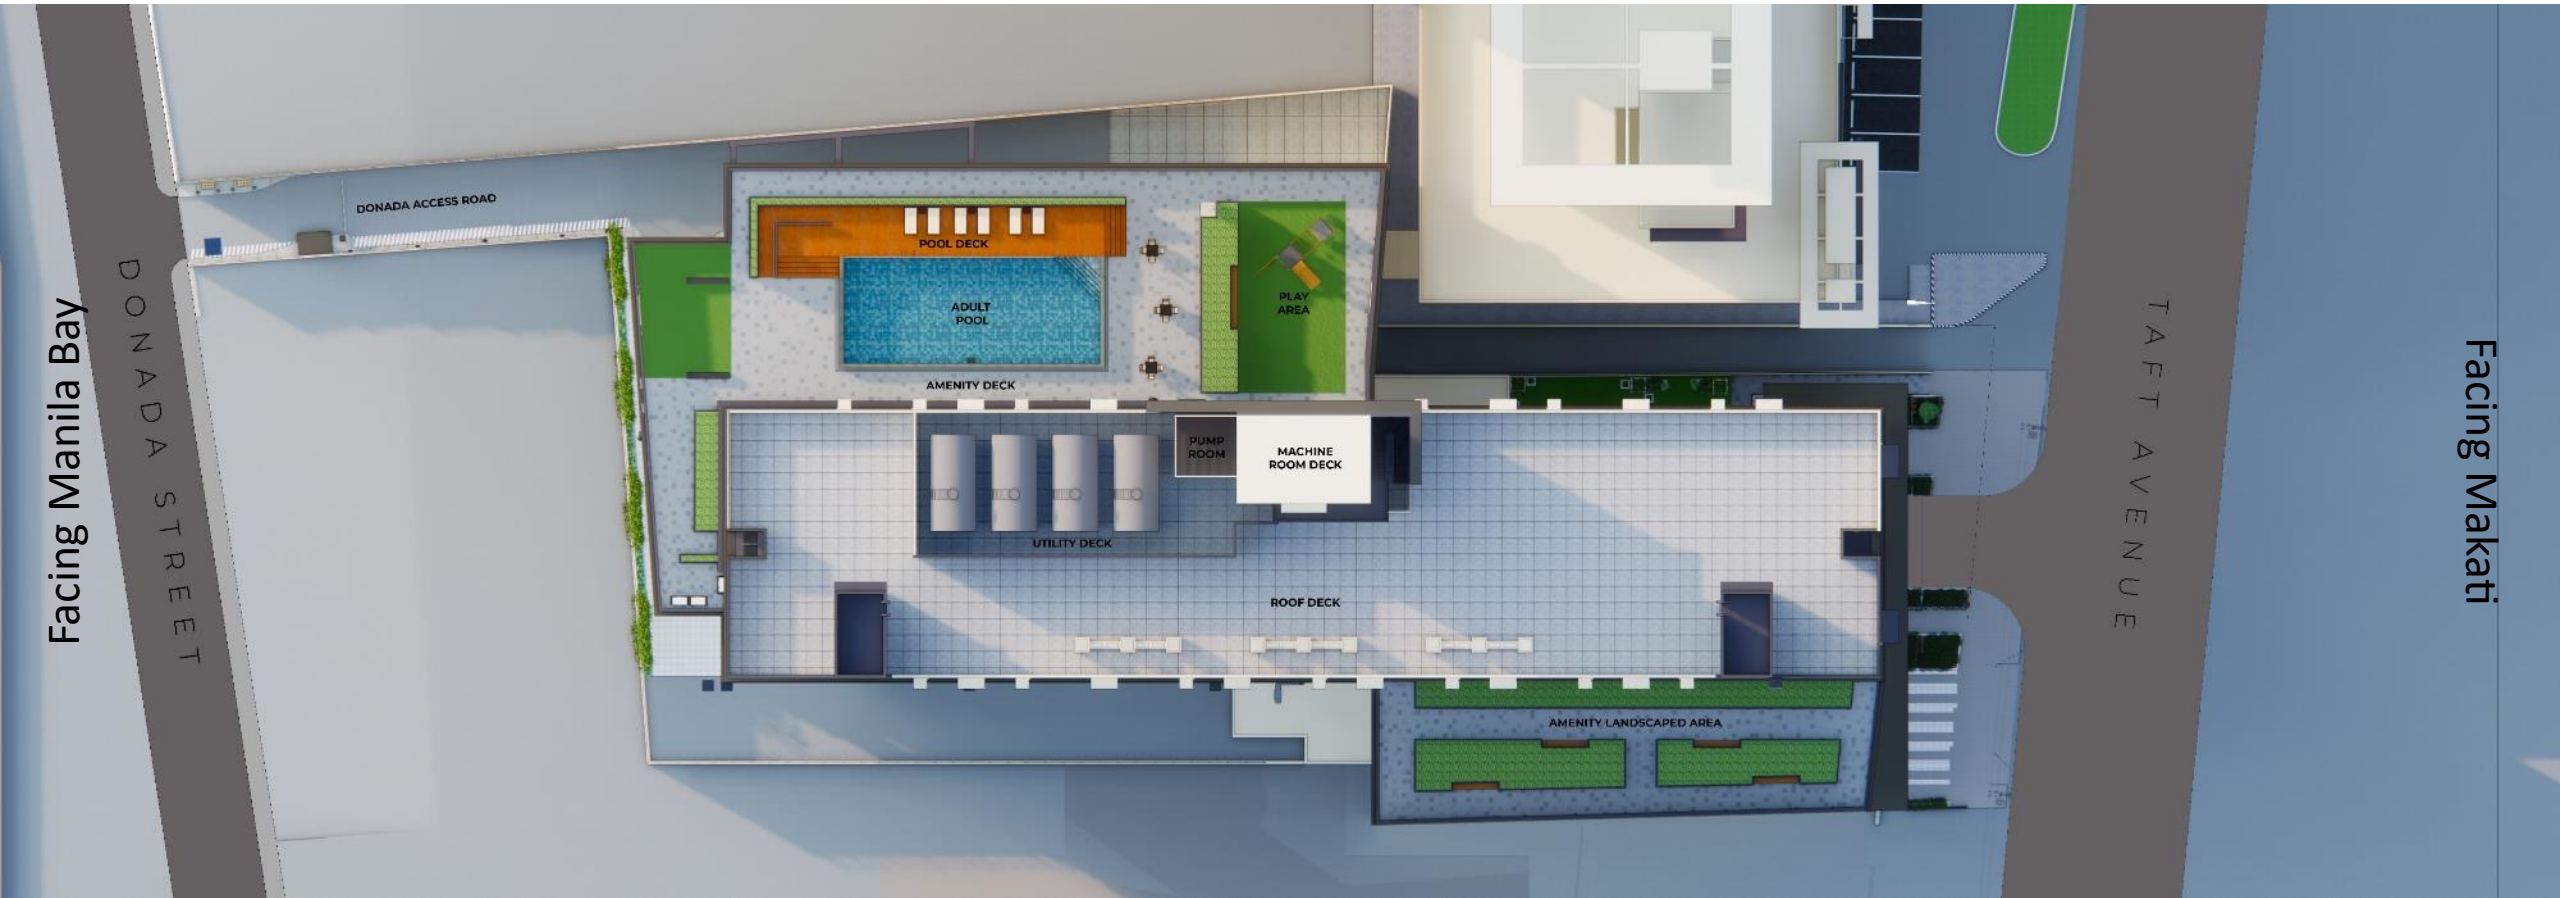 Facing Manila Bay
DONADA STREET
DONADA ACCESS ROAD
POOL DECK
ADULT
POOL
PLAY
AREA
AMENITY DECK
PUMP
ROOM
MACHINE
ROOM DECK
UTILITY DECK
ROOF DECK
AMENITY LANDSCAPED AREA
TAFT AVENUE
Facing Makati